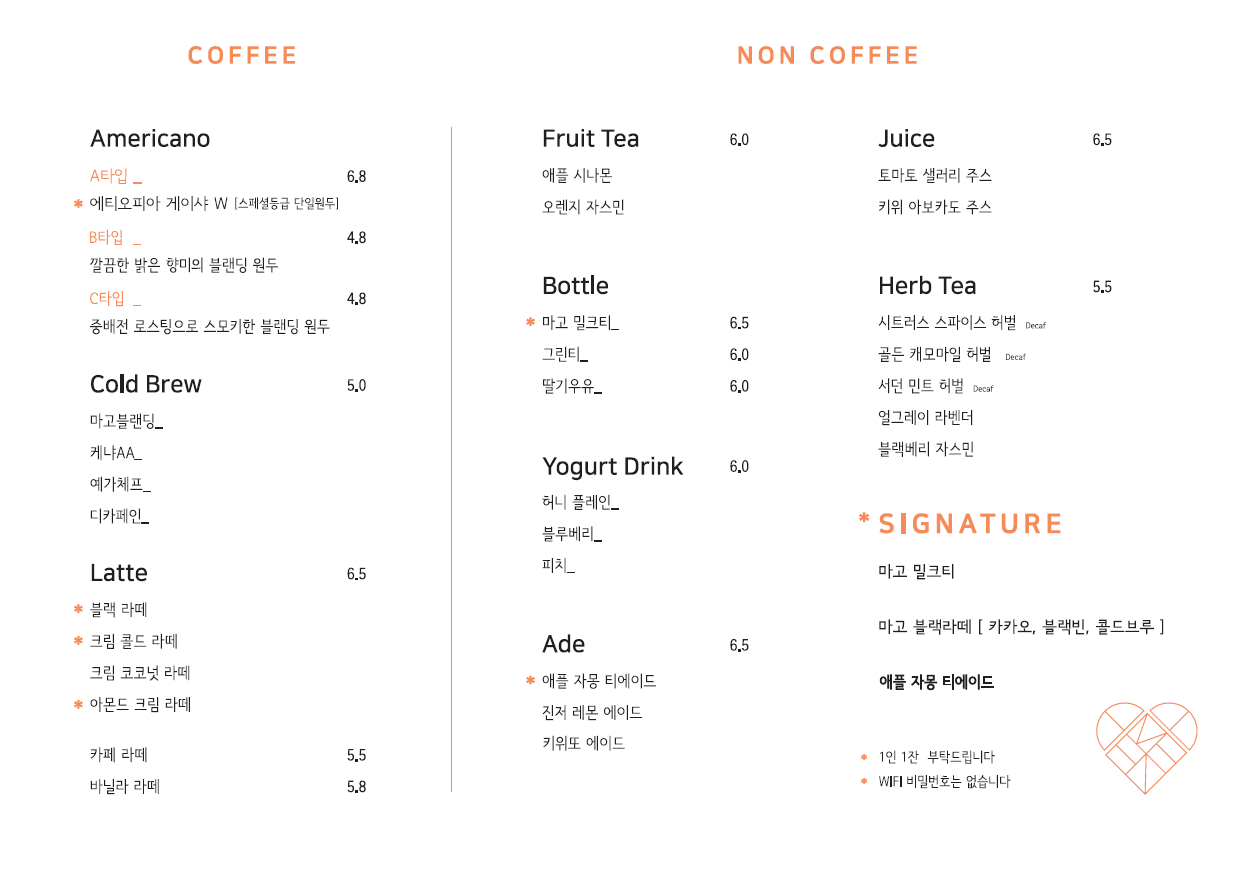 COFFEE
Americano
A타입 _ 6.8
* 에티오피아 게이샤 W [스페셜등급 단일원두]
B타입 _ 4.8
깔끔한 밝은 향미의 블랜딩 원두
C타입 _ 4.8
중배전 로스팅으로 스모키한 블랜딩 원두
Cold Brew 5.0
마고블랜딩_
케냐AA_
예가체프_
디카페인_
Latte 6.5
* 블랙 라떼
* 크림 콜드 라떼
크림 코코넛 라떼
* 아몬드 크림 라떼
카페 라떼 5.5
바닐라 라떼 5.8
NON COFFEE
Fruit Tea 6.0
애플 시나몬
오렌지 자스민
Bottle
* 마고 밀크티_ 6.5
그린티_ 6.0
딸기우유_ 6.0
Yogurt Drink 6.0
허니 플레인_
블루베리_
피치_
Ade 6.5
* 애플 자몽 티에이드
진저 레몬 에이드
키위또 에이드
Juice 6.5
토마토 샐러리 주스
키위 아보카도 주스
Herb Tea 5.5
시트러스 스파이스 허벌 Decaf
골든 캐모마일 허벌 Decaf
서던 민트 허벌 Decaf
얼그레이 라벤더
블랙베리 자스민
* SIGNATURE
마고 밀크티
마고 블랙라떼 [ 카카오, 블랙빈, 콜드브루 ]
애플 자몽 티에이드
* 1인 1잔 부탁드립니다
* WIFI 비밀번호는 없습니다